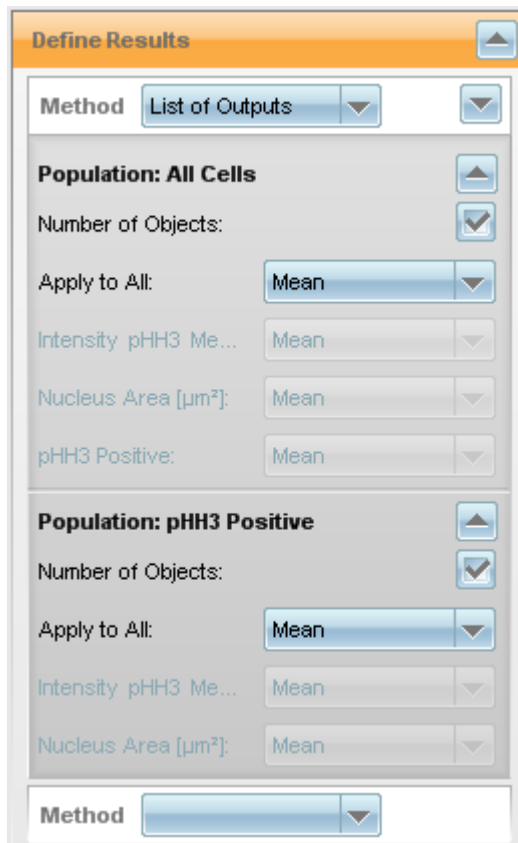 Define Results
Method List of Outputs
Population: All Cells
Number of Objects:
Apply to All: Mean
Intensity pHH3 Me... Mean
Nucleus Area [µm²]: Mean
pHH3 Positive: Mean
Population: pHH3 Positive
Number of Objects:
Apply to All: Mean
Intensity pHH3 Me... Mean
Nucleus Area [µm²]: Mean
Method